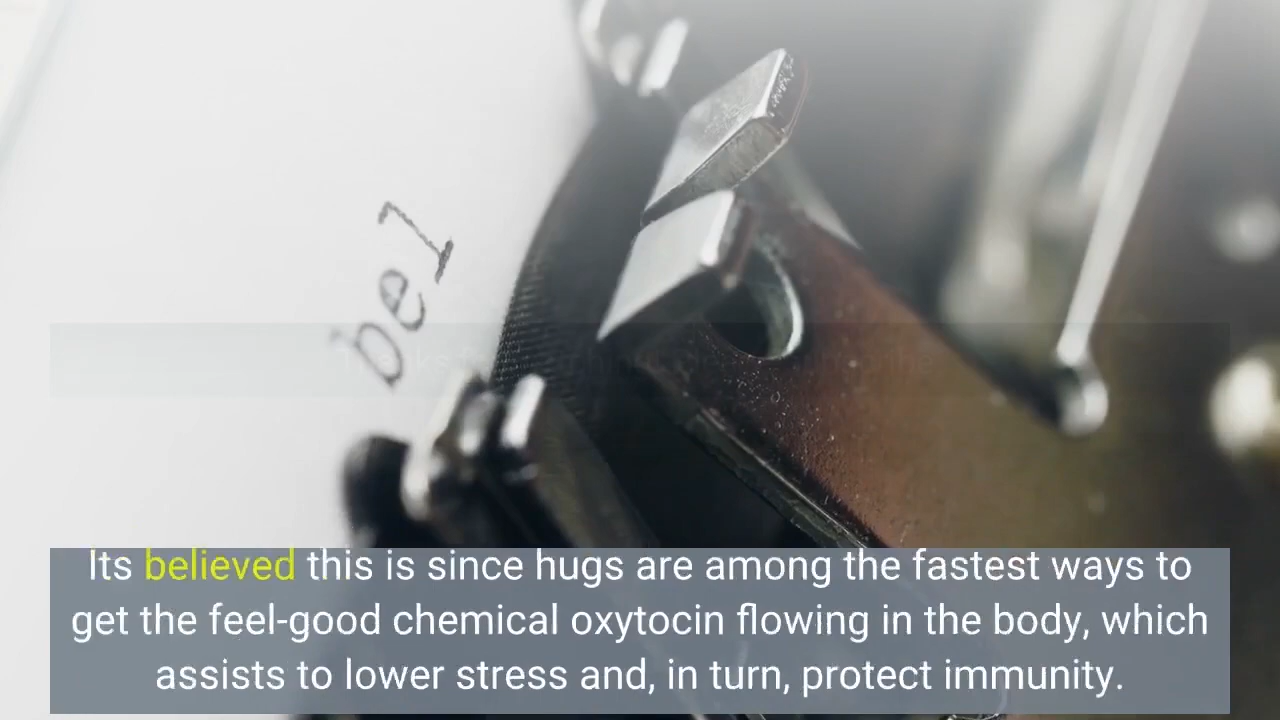 bel
Its believed this is since hugs are among the fastest ways to
get the feel-good chemical oxytocin flowing in the body, which
assists to lower stress and, in turn, protect immunity.